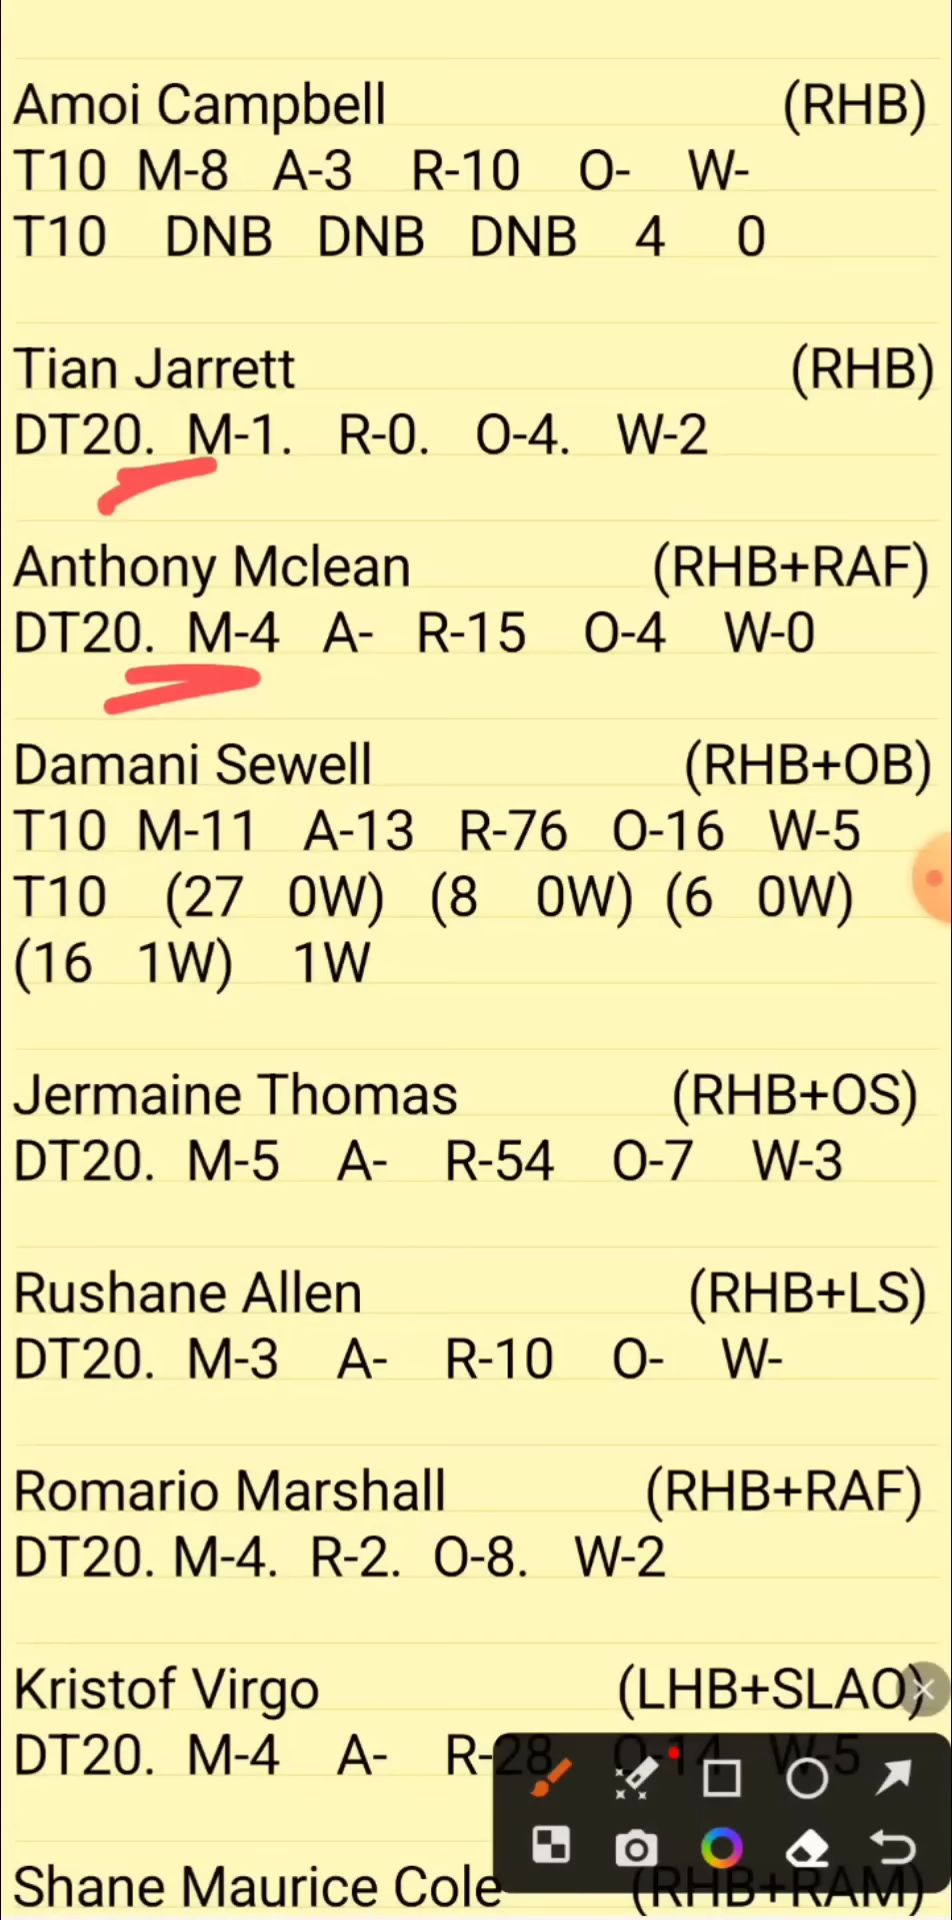 Amoi Campbell (RHB)
T10 M-8 A-3 R-10 O- W-
T10 DNB DNB DNB 4 0
Tian Jarrett (RHB)
DT20. M-1. R-0. O-4. W-2
Anthony Mclean (RHB+RAF)
DT20. M-4 A- R-15 O-4 W-0
Damani Sewell (RHB+OB)
T10 M-11 A-13 R-76 O-16 W-5
T10 (27 0W) (8 0W) (6 0W)
(16 1W) 1W
Jermaine Thomas (RHB+OS)
DT20. M-5 A- R-54 O-7 W-3
Rushane Allen (RHB+LS)
DT20. M-3 A- R-10 O- W-
Romario Marshall (RHB+RAF)
DT20. M-4. R-2. O-8. W-2
Kristof Virgo (LHB+SLAO)
DT20. M-4 A- R-28 O-14 W-5
Shane Maurice Cole (RHB+RAM)